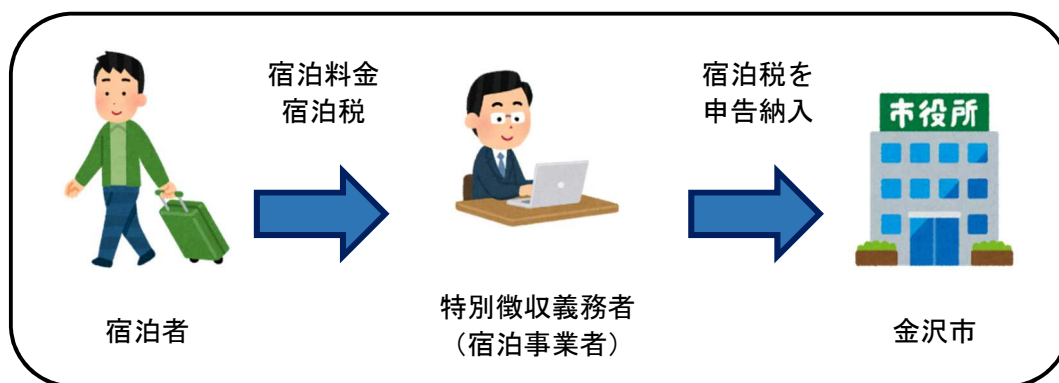 宿泊料金
宿泊税
宿泊税を
申告納入
市役所
宿泊者
特別徴収義務者
（宿泊事業者）
金沢市